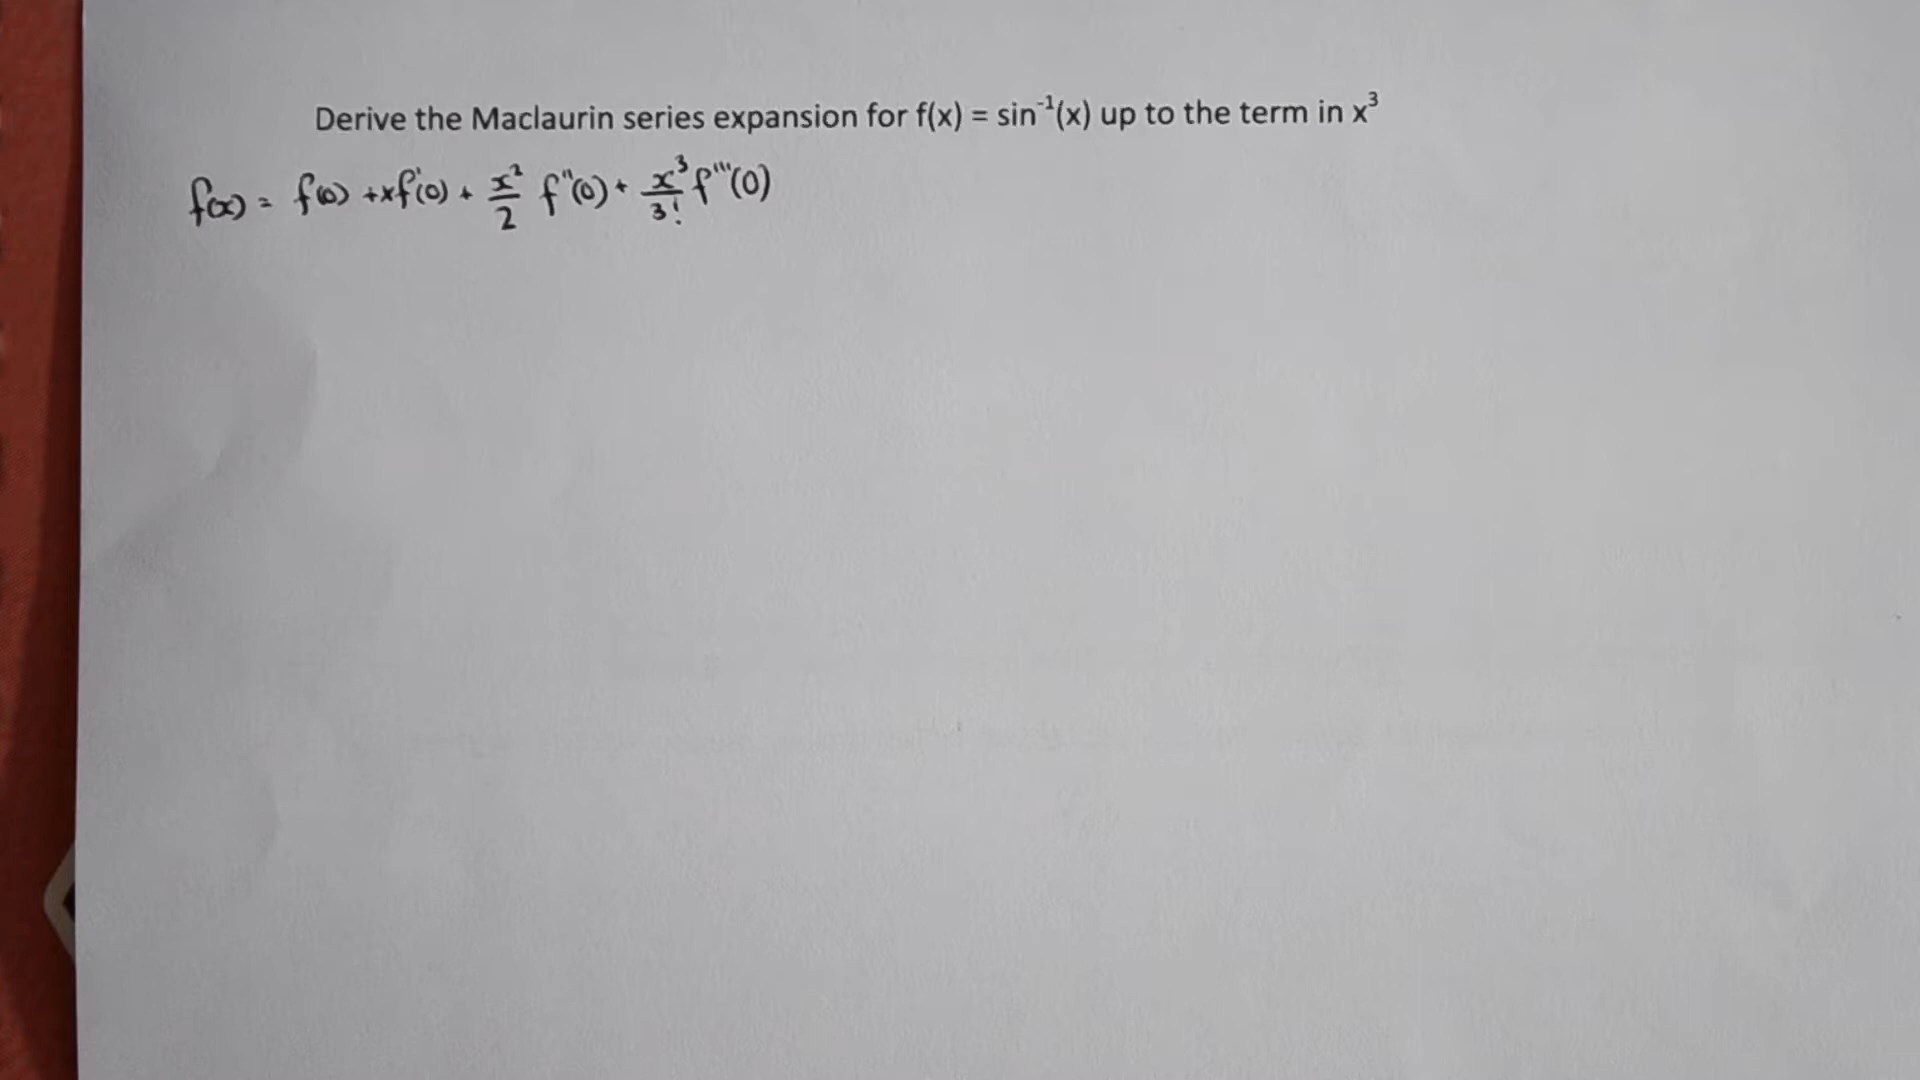 Derive the Maclaurin series expansion for f(x) = sin⁻¹(x) up to the term in x³
f(x) = f(0) + xf'(0) + x²/2 f''(0) + x³/3! f'''(0)